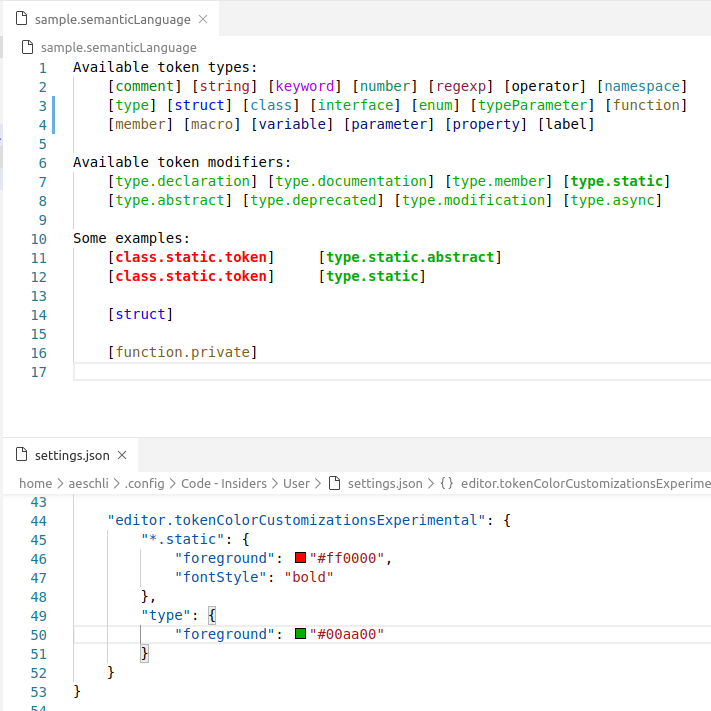 sample.semanticLanguage ×
sample.semanticLanguage
1 Available token types:
2 [comment] [string] [keyword] [number] [regexp] [operator] [namespace]
3 [type] [struct] [class] [interface] [enum] [typeParameter] [function]
4 [member] [macro] [variable] [parameter] [property] [label]
5
6 Available token modifiers:
7 [type.declaration] [type.documentation] [type.member] [type.static]
8 [type.abstract] [type.deprecated] [type.modification] [type.async]
9
10 Some examples:
11 [class.static.token] [type.static.abstract]
12 [class.static.token] [type.static]
13
14 [struct]
15
16 [function.private]
17
settings.json ×
home > aeschli > .config > Code - Insiders > User > settings.json > {} editor.tokenColorCustomizationsExperime
43
44 "editor.tokenColorCustomizationsExperimental": {
45 "*.static": {
46 "foreground": "#ff0000",
47 "fontStyle": "bold"
48 },
49 "type": {
50 "foreground": "#00aa00"
51 }
52 }
53 }
54